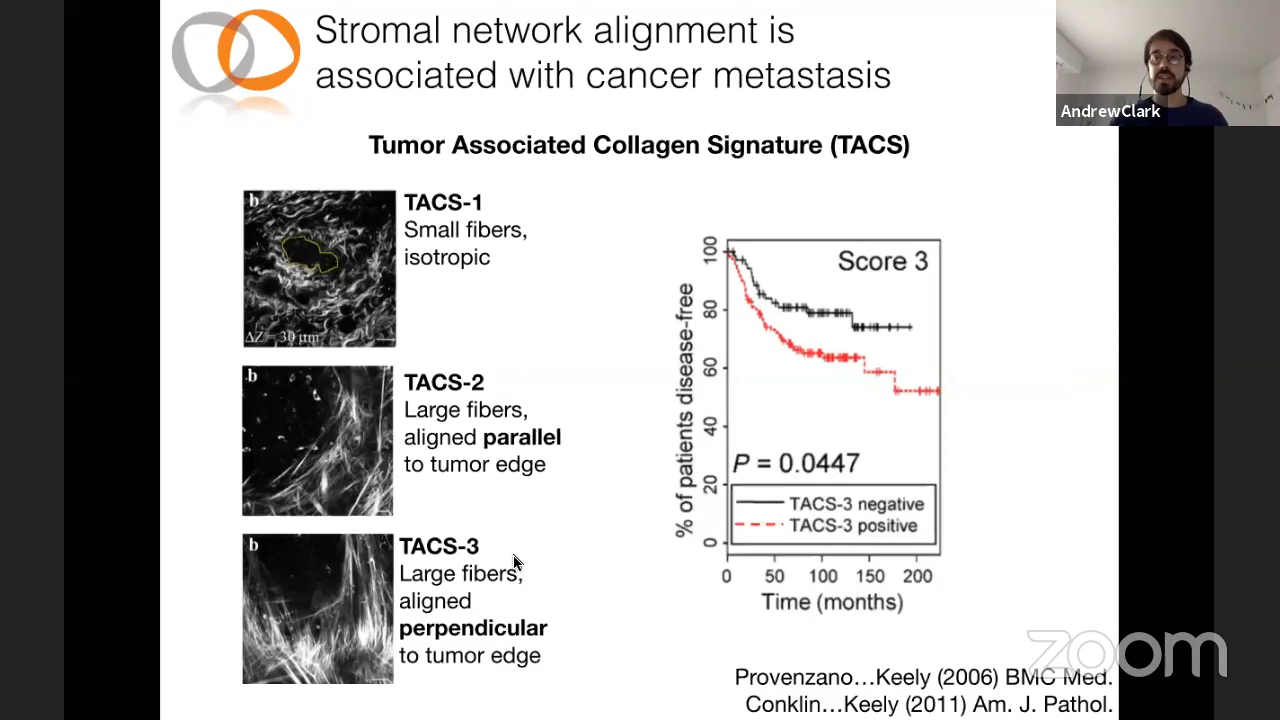 Stromal network alignment is
associated with cancer metastasis
AndrewClark
Tumor Associated Collagen Signature (TACS)
b
ΔZ = 30 μm
TACS-1
Small fibers,
isotropic
b
TACS-2
Large fibers,
aligned parallel
to tumor edge
b
TACS-3
Large fibers,
aligned
perpendicular
to tumor edge
Score 3
% of patients disease-free
100
80
60
40
20
0
P = 0.0447
TACS-3 negative
TACS-3 positive
0 50 100 150 200
Time (months)
zoom
Provenzano…Keely (2006) BMC Med.
Conklin…Keely (2011) Am. J. Pathol.